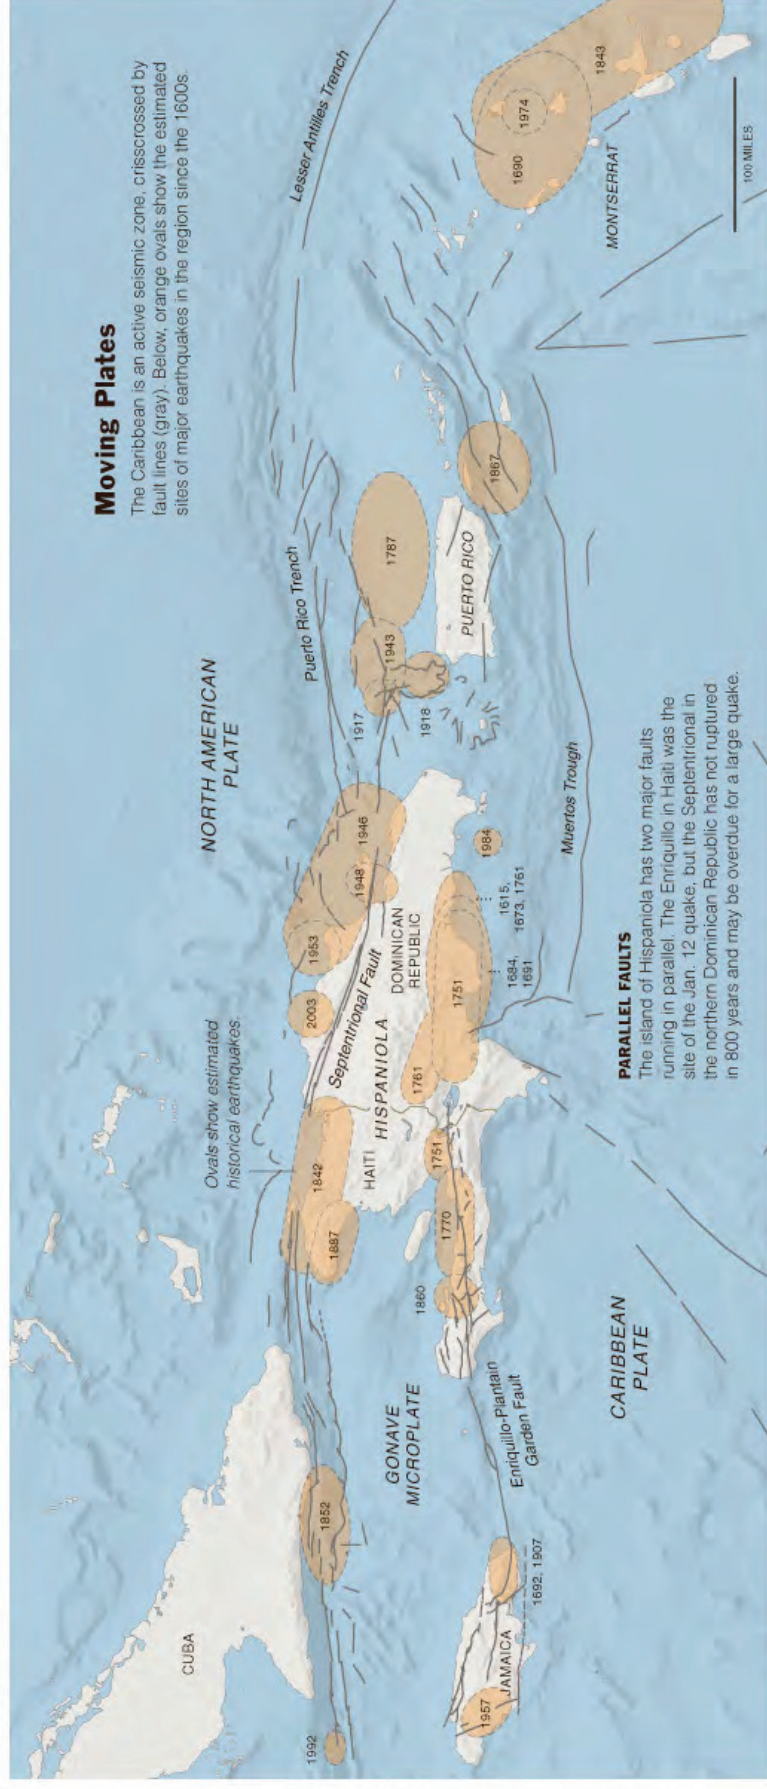 Moving Plates
The Caribbean is an active seismic zone, crisscrossed by
fault lines (gray). Below, orange ovals show the estimated
sites of major earthquakes in the region since the 1600s.
NORTH AMERICAN
PLATE
Lesser Antilles Trench
Puerto Rico Trench
Ovals show estimated
historical earthquakes.
CUBA
1992
1852
1842
1887
2003
1953
1948
1946
1917
1943
1918
1787
1867
1690
1974
1843
Septentrional Fault
HAITI
HISPANIOLA
DOMINICAN
REPUBLIC
PUERTO RICO
MONTSERRAT
GONAVE
MICROPLATE
1860
1770
1751
1761
1751
1984
1684,
1691
1615,
1673, 1761
1957
JAMAICA
1692, 1907
Enriquillo-Plantain
Garden Fault
Muertos Trough
CARIBBEAN
PLATE
PARALLEL FAULTS
The island of Hispaniola has two major faults
running in parallel. The Enriquillo in Haiti was the
site of the Jan. 12 quake, but the Septentrional in
the northern Dominican Republic has not ruptured
in 800 years and may be overdue for a large quake.
100 MILES